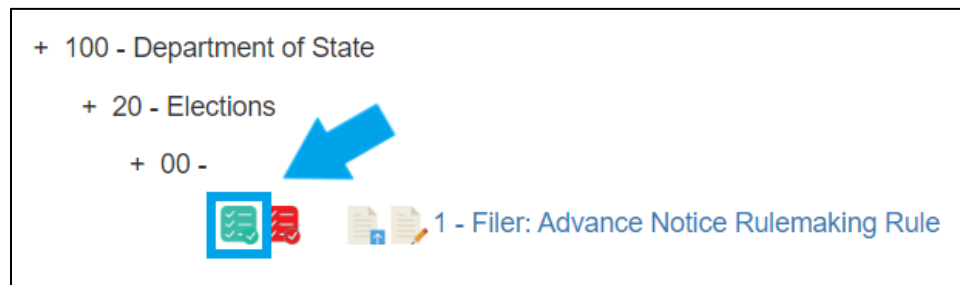 + 100 - Department of State
+ 20 - Elections
+ 00 -
1 - Filer: Advance Notice Rulemaking Rule